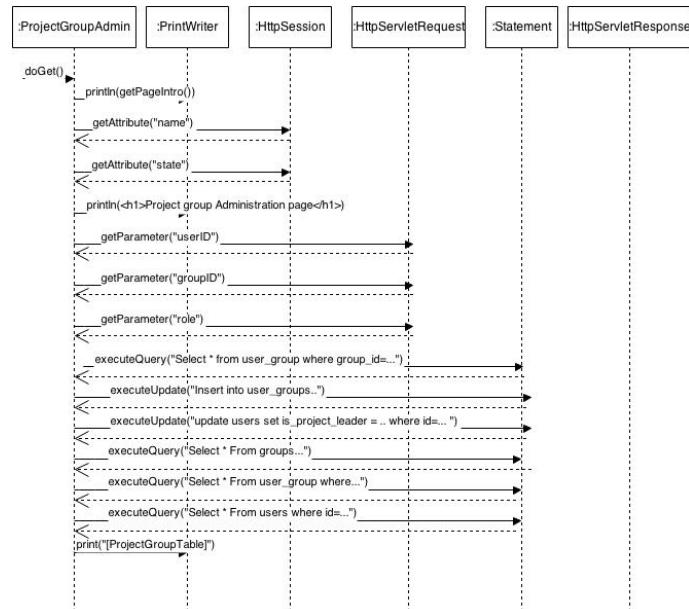 :ProjectGroupAdmin :PrintWriter :HttpSession :HttpServletRequest :Statement :HttpServletResponse
doGet()
println(getPageIntro())
getAttribute("name")
getAttribute("state")
println(<h1>Project group Administration page</h1>)
getParameter("userID")
getParameter("groupID")
getParameter("role")
executeQuery("Select * from user_group where group_id=...")
executeUpdate("Insert into user_groups..")
executeUpdate("update users set is_project_leader = .. where id=... ")
executeQuery("Select * From groups...")
executeQuery("Select * From user_group where...")
executeQuery("Select * From users where id=...")
print("[ProjectGroupTable]")